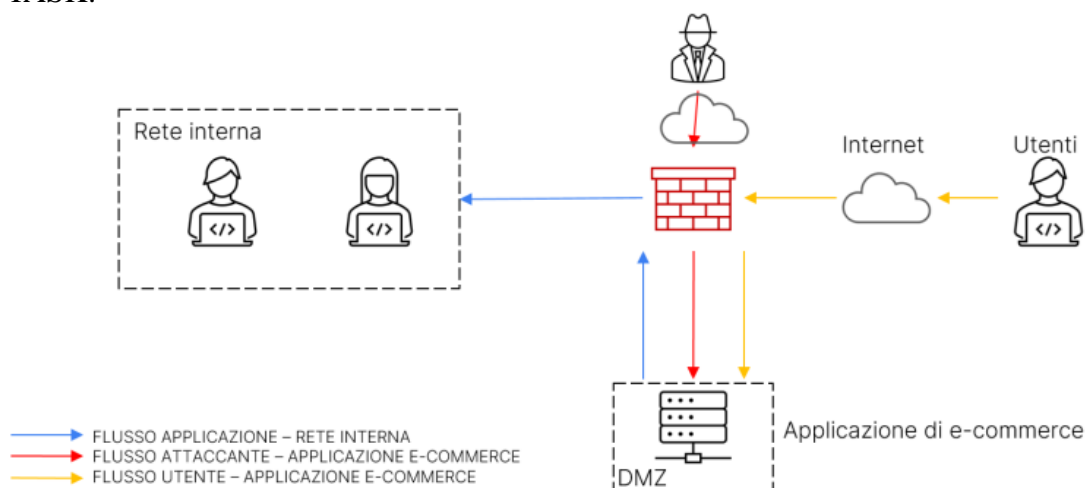 TASK:
Rete interna
Internet
Utenti
</>
</>
</>
Applicazione di e-commerce
DMZ
FLUSSO APPLICAZIONE – RETE INTERNA
FLUSSO ATTACCANTE – APPLICAZIONE E-COMMERCE
FLUSSO UTENTE – APPLICAZIONE E-COMMERCE